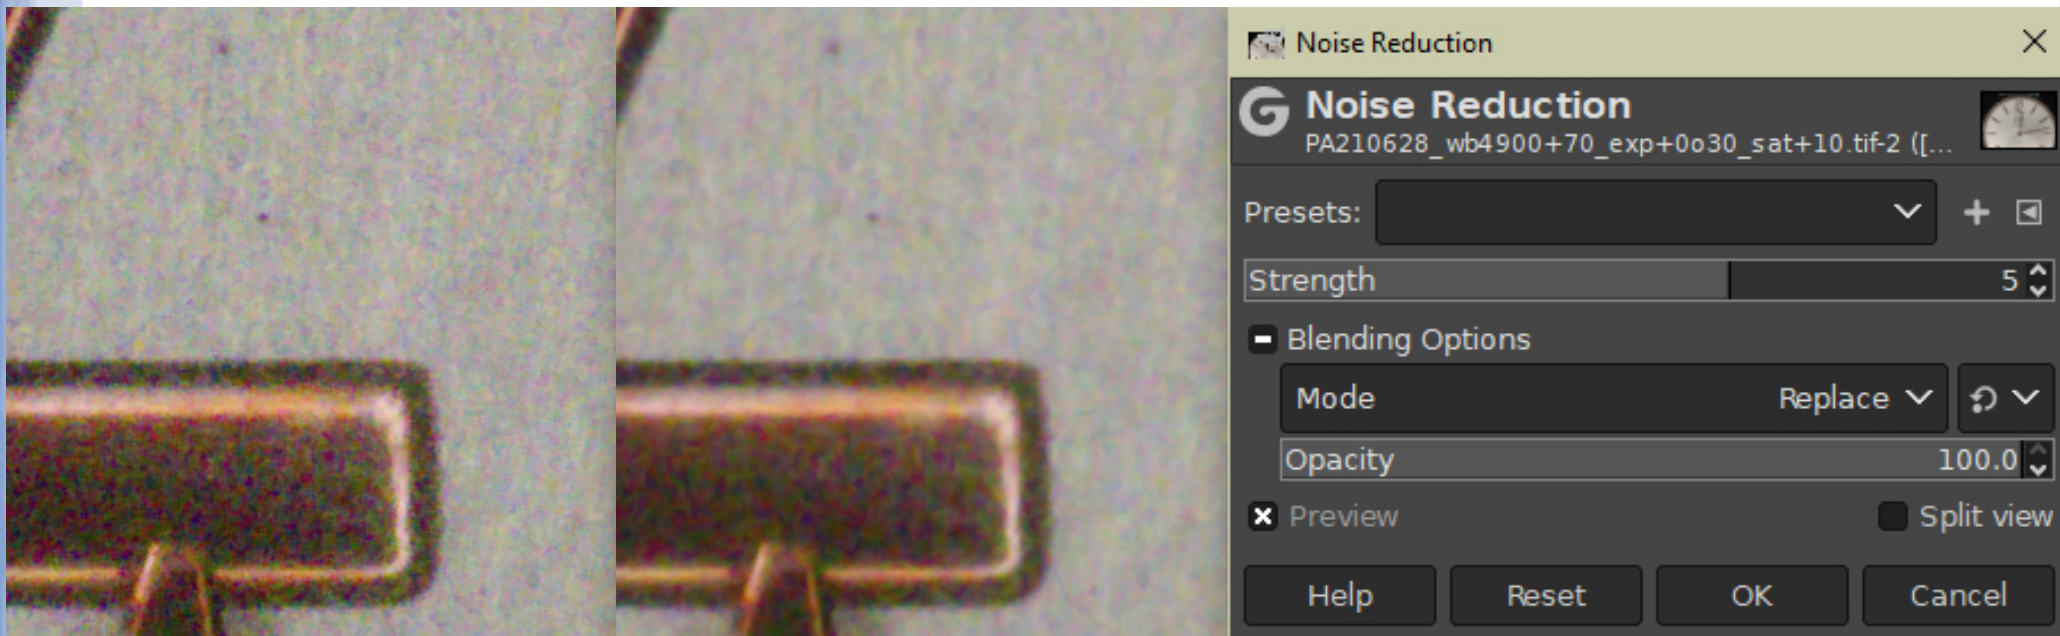 Noise Reduction
Noise Reduction
PA210628_wb4900+70_exp+0o30_sat+10.tif-2 ([...
Presets:
Strength 5
Blending Options
Mode Replace
Opacity 100.0
Preview Split view
Help Reset OK Cancel